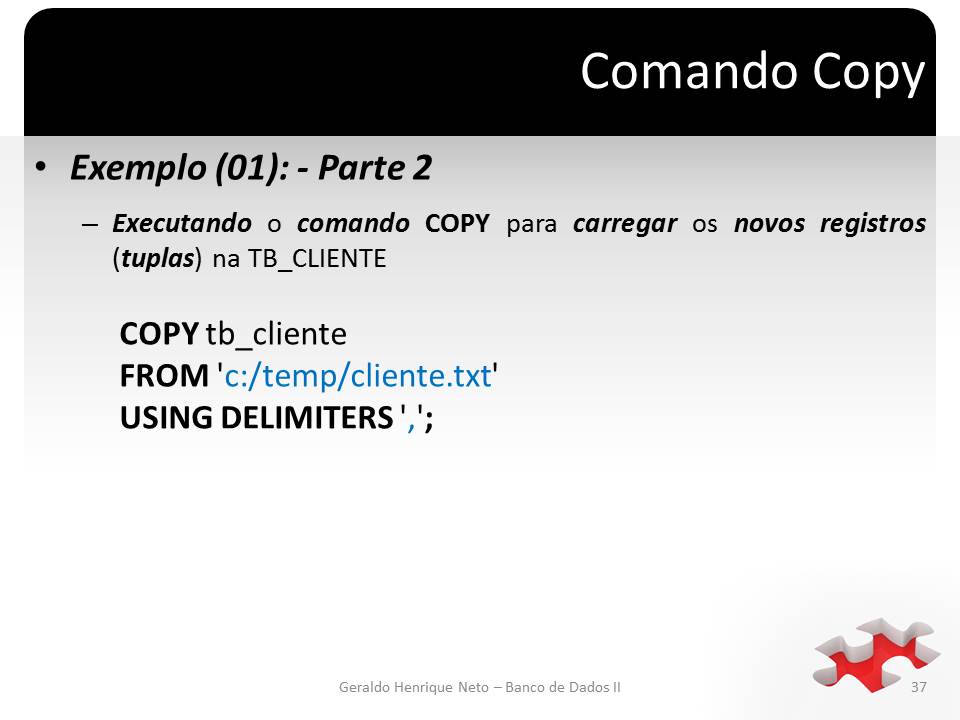 Comando Copy
• Exemplo (01): - Parte 2
– Executando o comando COPY para carregar os novos registros
(tuplas) na TB_CLIENTE
COPY tb_cliente
FROM 'c:/temp/cliente.txt'
USING DELIMITERS ',';
Geraldo Henrique Neto – Banco de Dados II
37